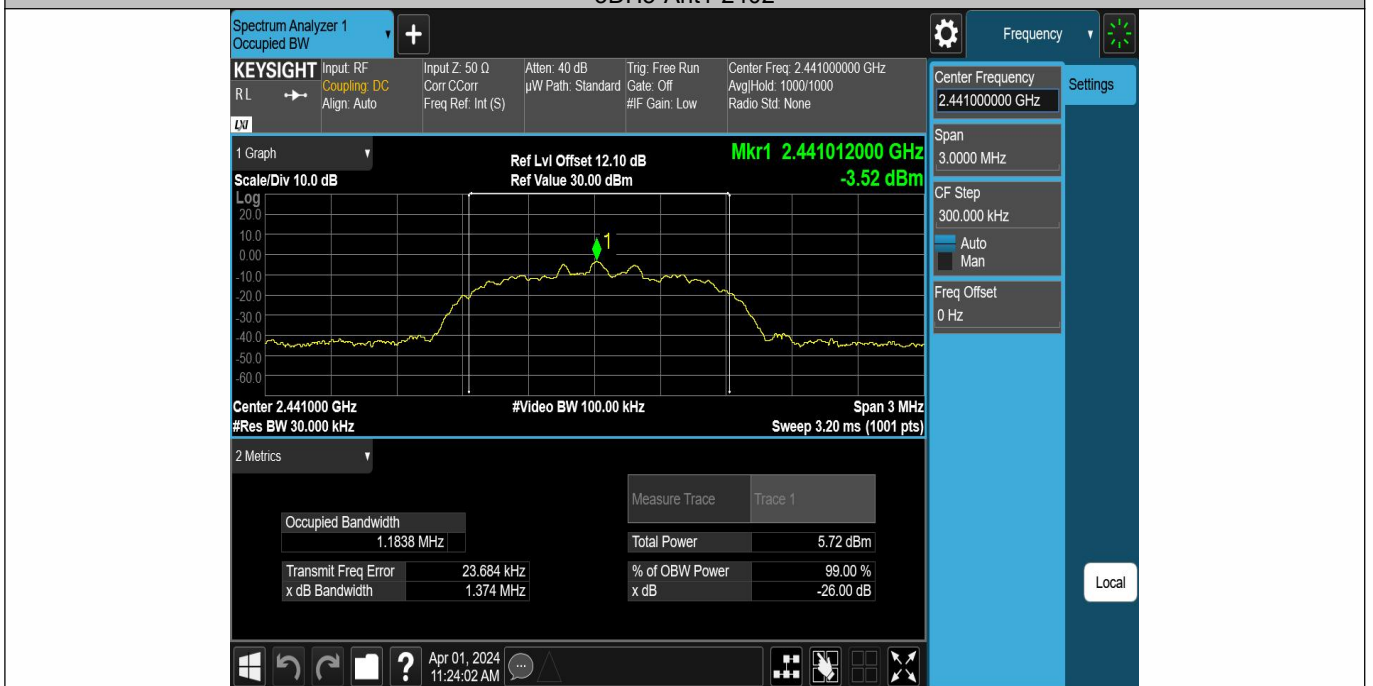 Spectrum Analyzer 1
Occupied BW
Frequency
KEYSIGHT
R L
LXI
Input: RF
Coupling: DC
Align: Auto
Input Z: 50 Ω
Corr CCorr
Freq Ref: Int (S)
Atten: 40 dB
µW Path: Standard
Trig: Free Run
Gate: Off
#IF Gain: Low
Center Freq: 2.441000000 GHz
Avg|Hold: 1000/1000
Radio Std: None
Center Frequency
2.441000000 GHz
Settings
Span
3.0000 MHz
CF Step
300.000 kHz
Auto
Man
Freq Offset
0 Hz
Local
1 Graph
Scale/Div 10.0 dB
Ref Lvl Offset 12.10 dB
Ref Value 30.00 dBm
Mkr1 2.441012000 GHz
-3.52 dBm
Log
20.0
10.0
0.00
-10.0
-20.0
-30.0
-40.0
-50.0
-60.0
1
Center 2.441000 GHz
#Res BW 30.000 kHz
#Video BW 100.00 kHz
Span 3 MHz
Sweep 3.20 ms (1001 pts)
2 Metrics
Measure Trace Trace 1
Occupied Bandwidth
1.1838 MHz
Total Power 5.72 dBm
Transmit Freq Error 23.684 kHz
% of OBW Power 99.00 %
x dB Bandwidth 1.374 MHz
x dB -26.00 dB
Apr 01, 2024
11:24:02 AM